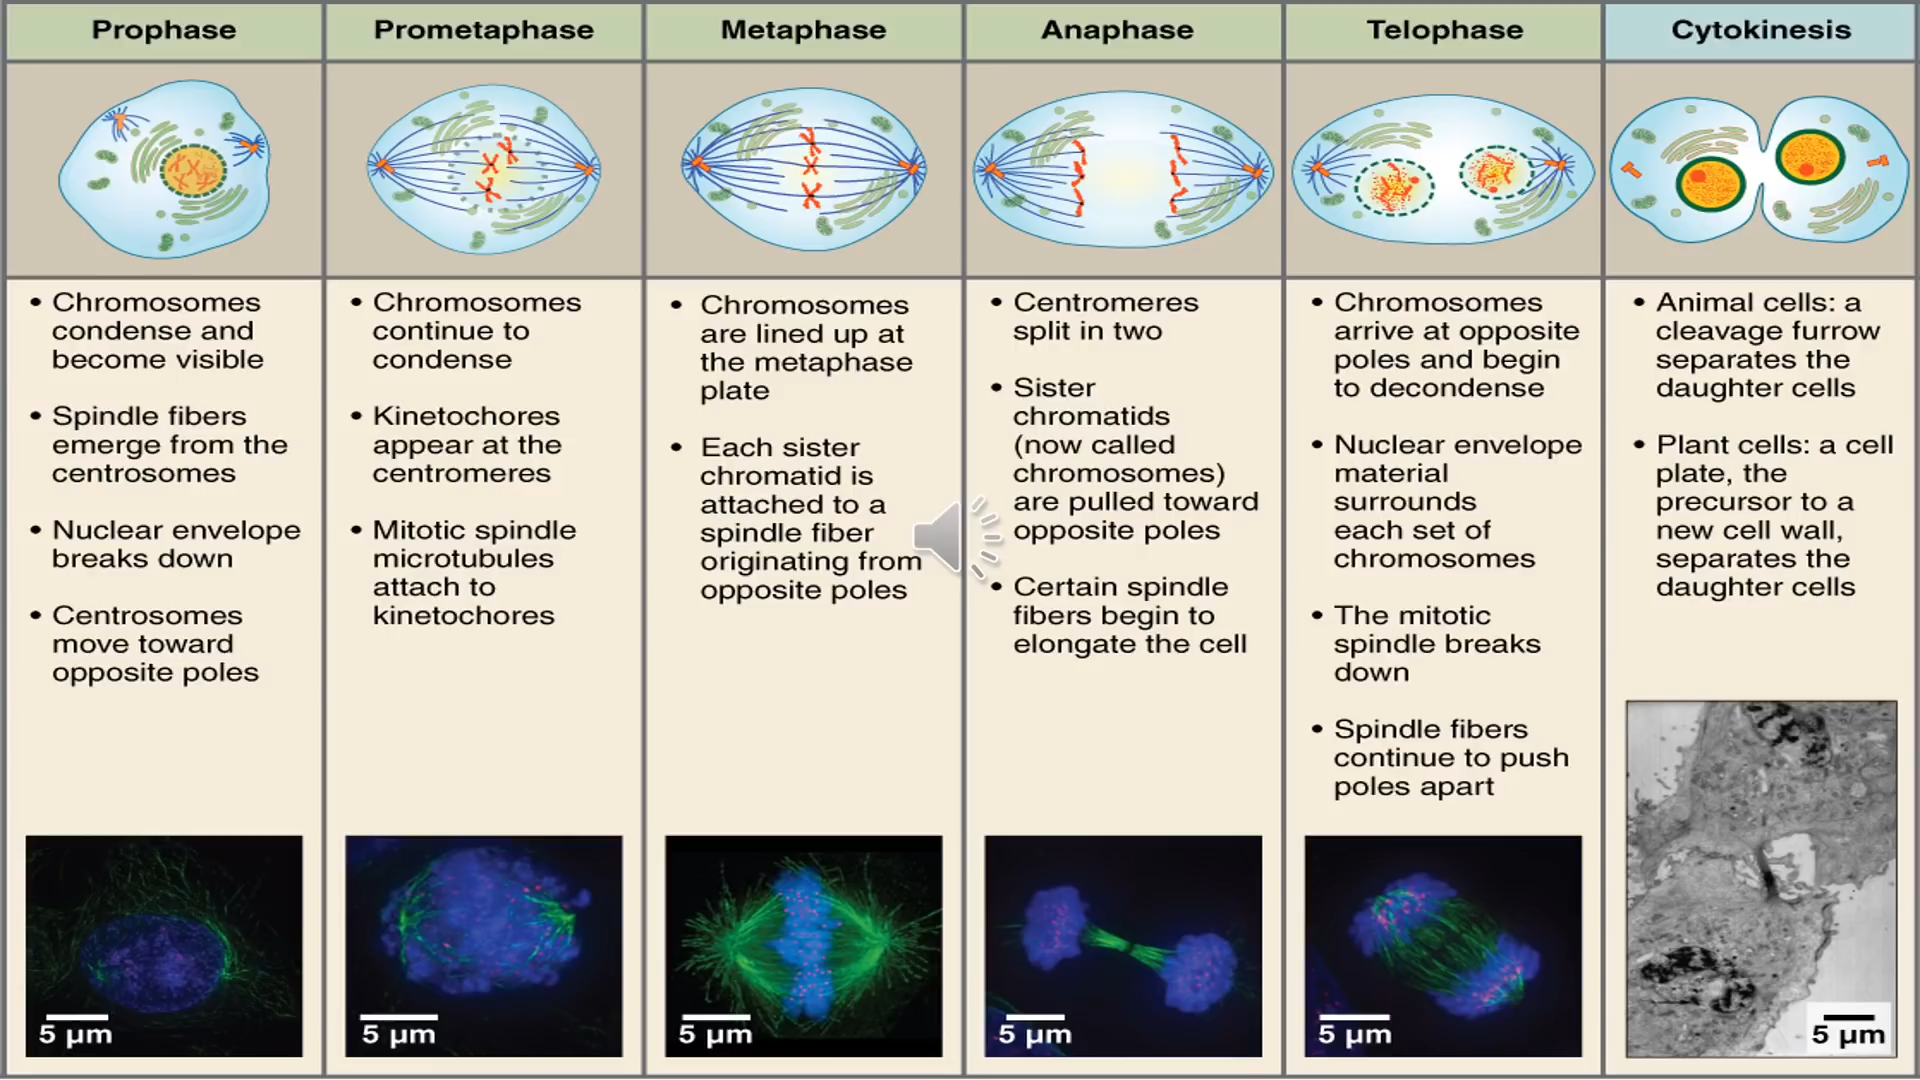 Prophase
Prometaphase
Metaphase
Anaphase
Telophase
Cytokinesis
• Chromosomes
condense and
become visible
• Spindle fibers
emerge from the
centrosomes
• Nuclear envelope
breaks down
• Centrosomes
move toward
opposite poles
• Chromosomes
continue to
condense
• Kinetochores
appear at the
centromeres
• Mitotic spindle
microtubules
attach to
kinetochores
• Chromosomes
are lined up at
the metaphase
plate
• Each sister
chromatid is
attached to a
spindle fiber
originating from
opposite poles
• Centromeres
split in two
• Sister
chromatids
(now called
chromosomes)
are pulled toward
opposite poles
• Certain spindle
fibers begin to
elongate the cell
• Chromosomes
arrive at opposite
poles and begin
to decondense
• Nuclear envelope
material
surrounds
each set of
chromosomes
• The mitotic
spindle breaks
down
• Spindle fibers
continue to push
poles apart
• Animal cells: a
cleavage furrow
separates the
daughter cells
• Plant cells: a cell
plate, the
precursor to a
new cell wall,
separates the
daughter cells
5 µm
5 µm
5 µm
5 µm
5 µm
5 µm